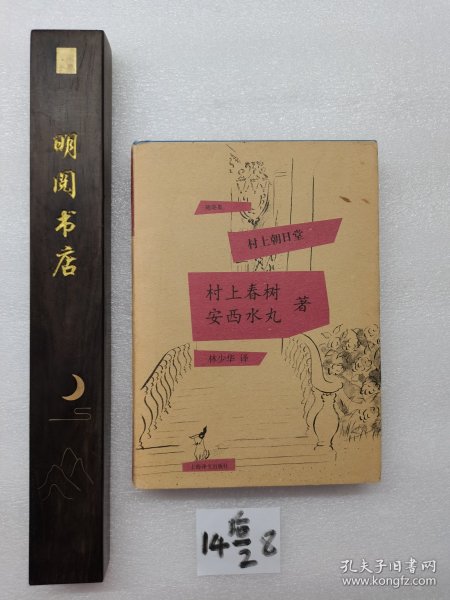 明阅书店
随笔集
村上朝日堂
村上春树
安西水丸
著
林少华 译
上海译文出版社
14 2 8
孔夫子旧书网
www.kongfz.com